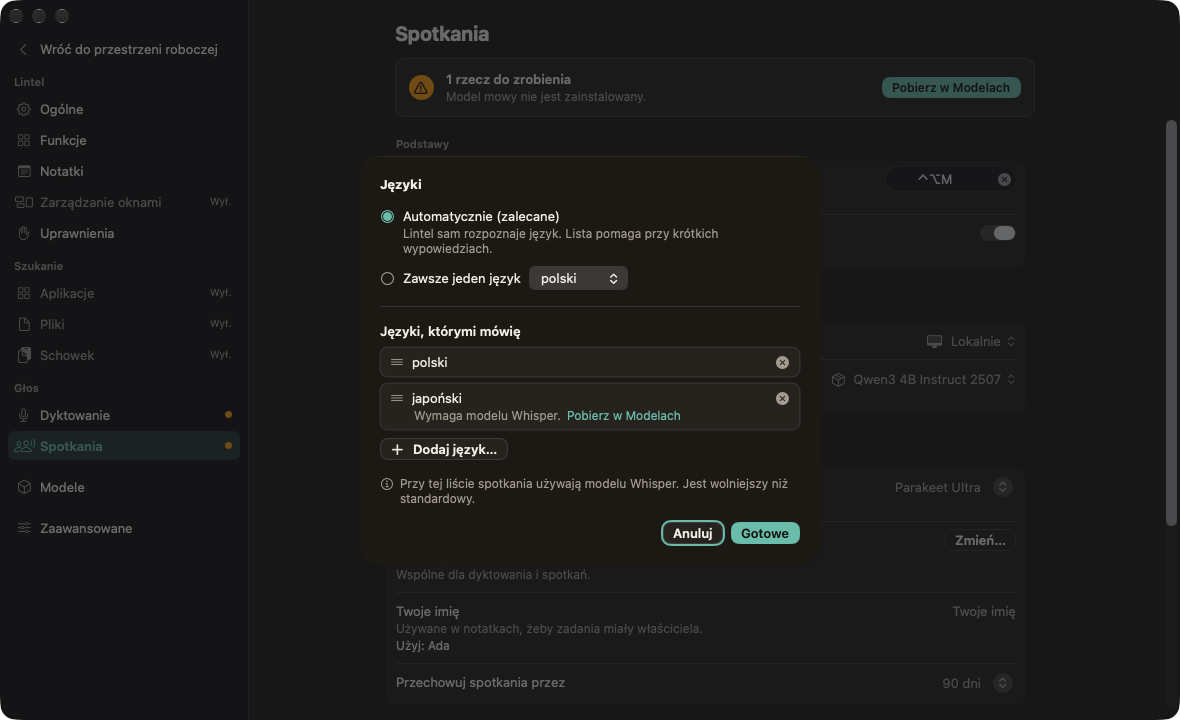 Wróć do przestrzeni roboczej
Lintel
Ogólne
Funkcje
Notatki
Zarządzanie oknami Wył.
Uprawnienia
Szukanie
Aplikacje Wył.
Pliki Wył.
Schowek Wył.
Głos
Dyktowanie
Spotkania
Modele
Zaawansowane
Spotkania
1 rzecz do zrobienia
Model mowy nie jest zainstalowany.
Pobierz w Modelach
Podstawy
^⌥M
Języki
Automatycznie (zalecane)
Lintel sam rozpoznaje język. Lista pomaga przy krótkich
wypowiedziach.
Zawsze jeden język polski
Języki, którymi mówię
polski
japoński
Wymaga modelu Whisper. Pobierz w Modelach
+ Dodaj język...
Przy tej liście spotkania używają modelu Whisper. Jest wolniejszy niż
standardowy.
Anuluj Gotowe
Lokalnie
Qwen3 4B Instruct 2507
Parakeet Ultra
Zmień...
Wspólne dla dyktowania i spotkań.
Twoje imię Twoje imię
Używane w notatkach, żeby zadania miały właściciela.
Użyj: Ada
Przechowuj spotkania przez 90 dni